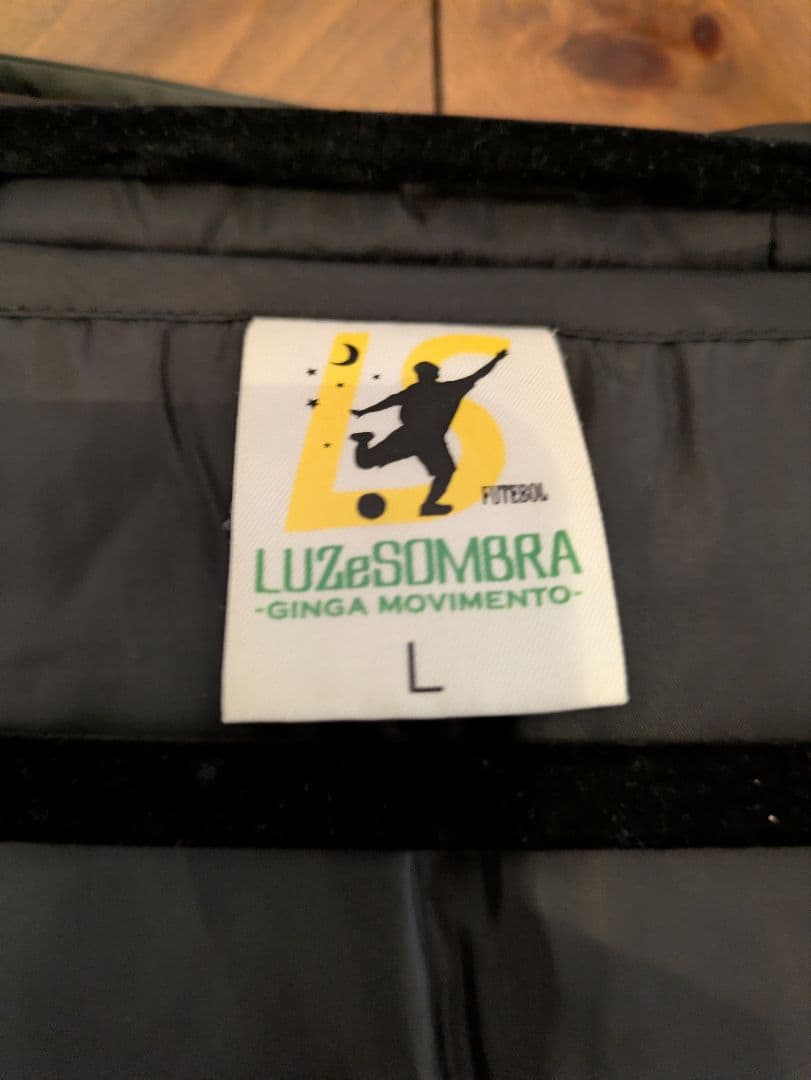 LS
FUTEBOL
LUZeSOMBRA
-GINGA MOVIMENTO-
L